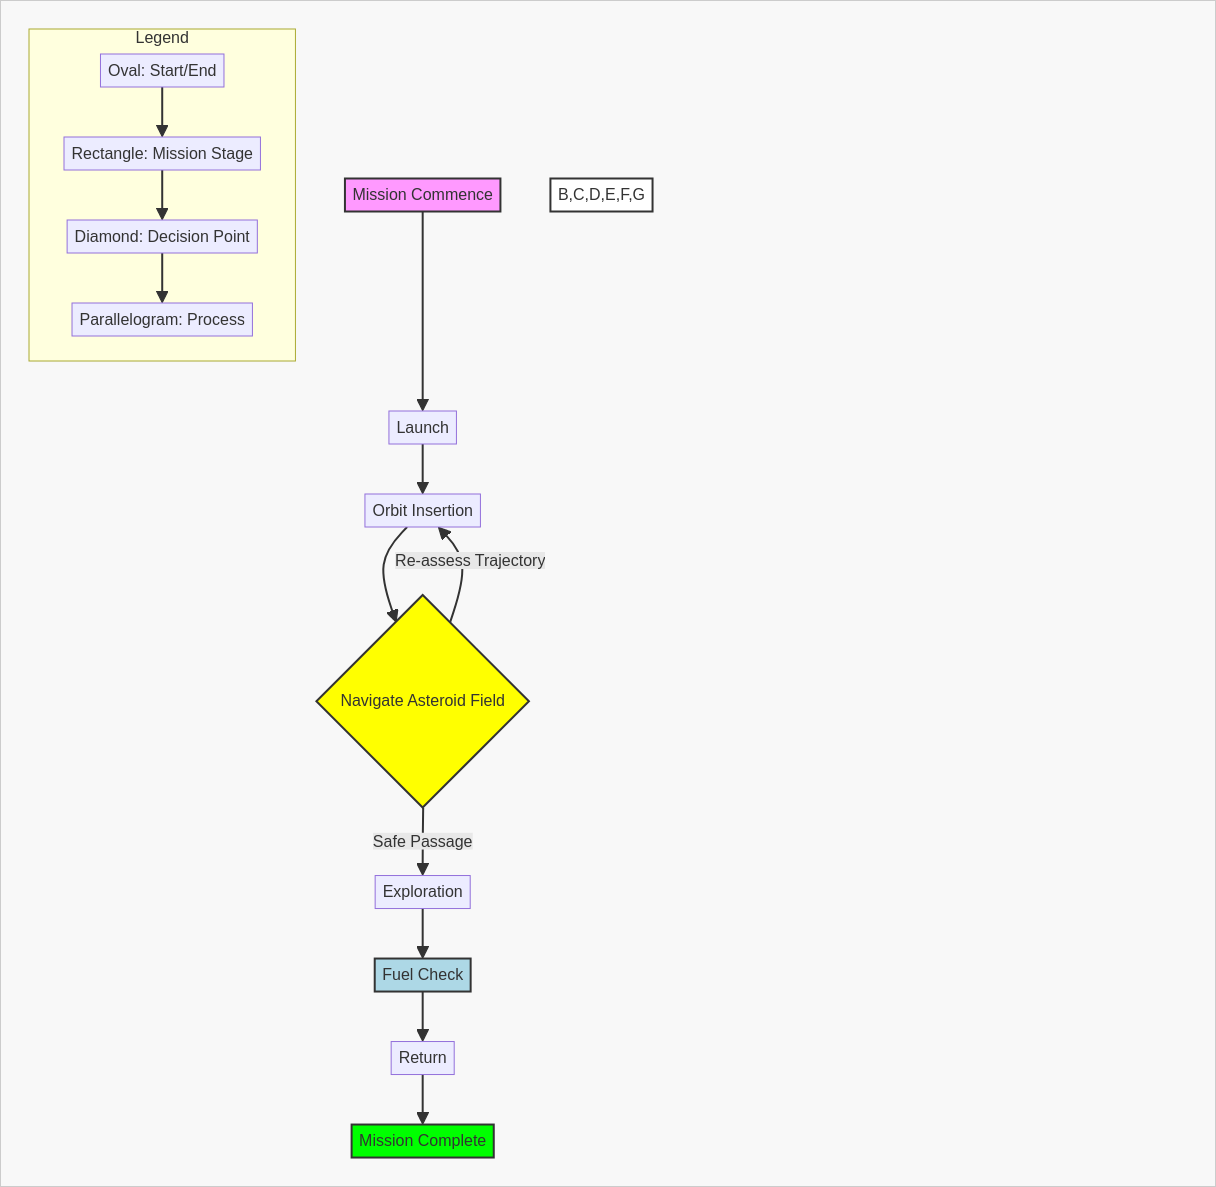 Legend
Oval: Start/End
Rectangle: Mission Stage
Diamond: Decision Point
Parallelogram: Process
Mission Commence
B,C,D,E,F,G
Launch
Orbit Insertion
Re-assess Trajectory
Navigate Asteroid Field
Safe Passage
Exploration
Fuel Check
Return
Mission Complete